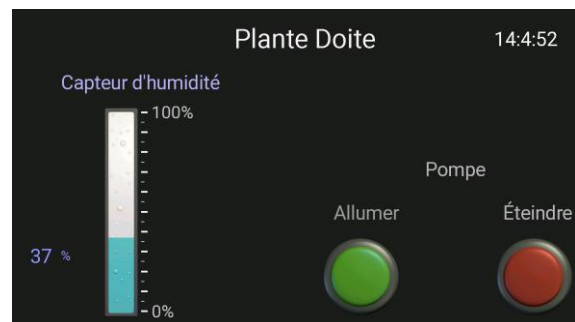 Plante Doite
14:4:52
Capteur d'humidité
100%
Pompe
Allumer
Éteindre
37 %
0%